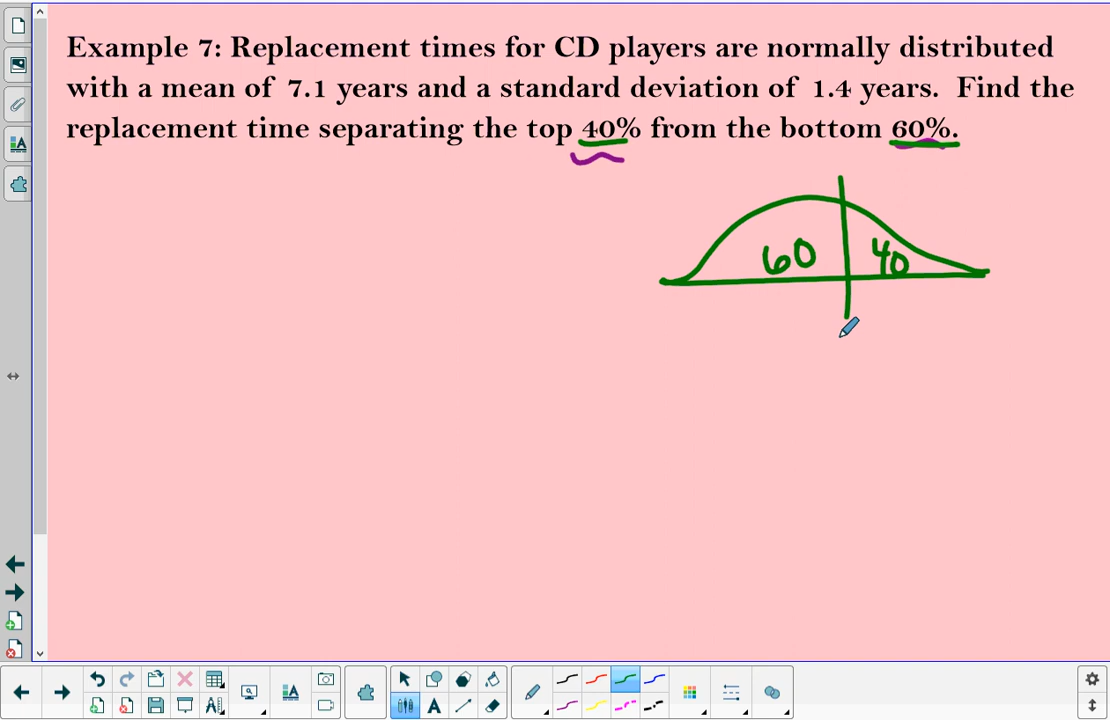 Example 7: Replacement times for CD players are normally distributed
with a mean of 7.1 years and a standard deviation of 1.4 years. Find the
replacement time separating the top 40% from the bottom 60%.
60 40